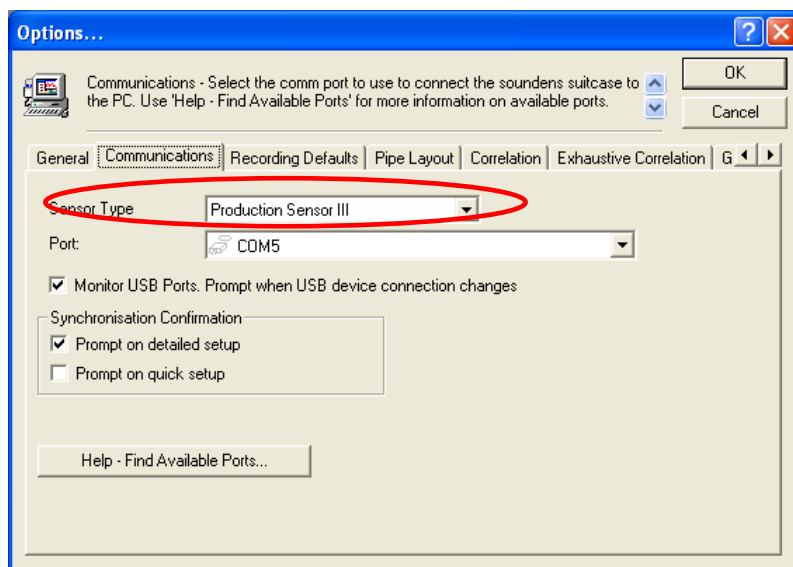 Options...
Communications - Select the comm port to use to connect the soundens suitcase to
the PC. Use 'Help - Find Available Ports' for more information on available ports.
OK
Cancel
General Communications Recording Defaults Pipe Layout Correlation Exhaustive Correlation G
Sensor Type Production Sensor III
Port: COM5
Monitor USB Ports. Prompt when USB device connection changes
Synchronisation Confirmation
Prompt on detailed setup
Prompt on quick setup
Help - Find Available Ports...